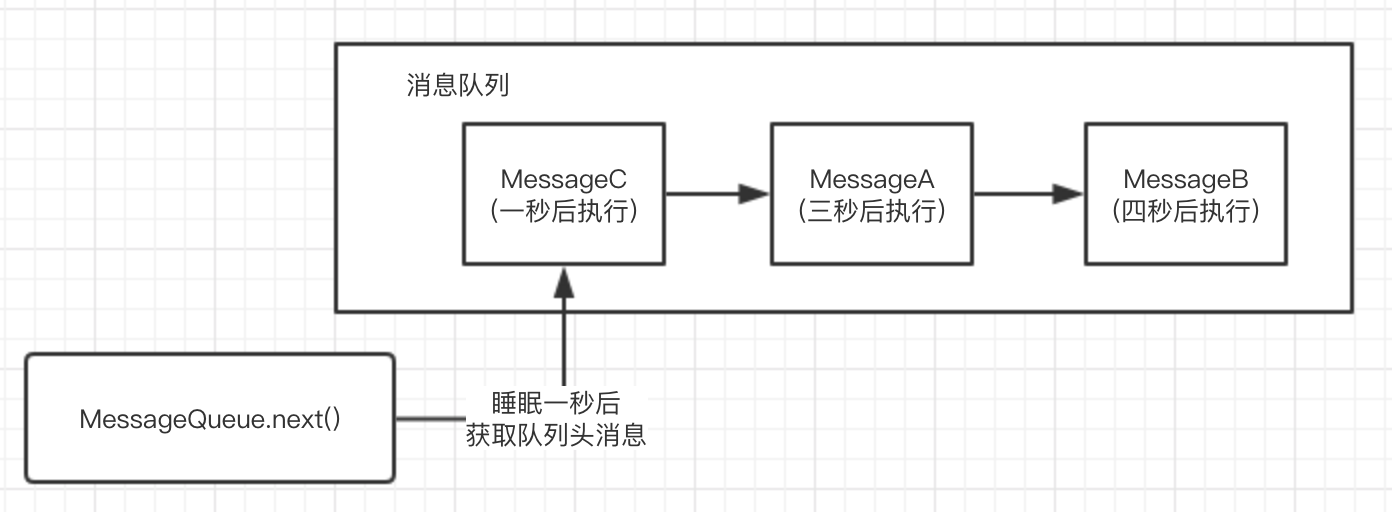 消息队列
MessageC
(一秒后执行)
MessageA
(三秒后执行)
MessageB
(四秒后执行)
MessageQueue.next()
睡眠一秒后
获取队列头消息